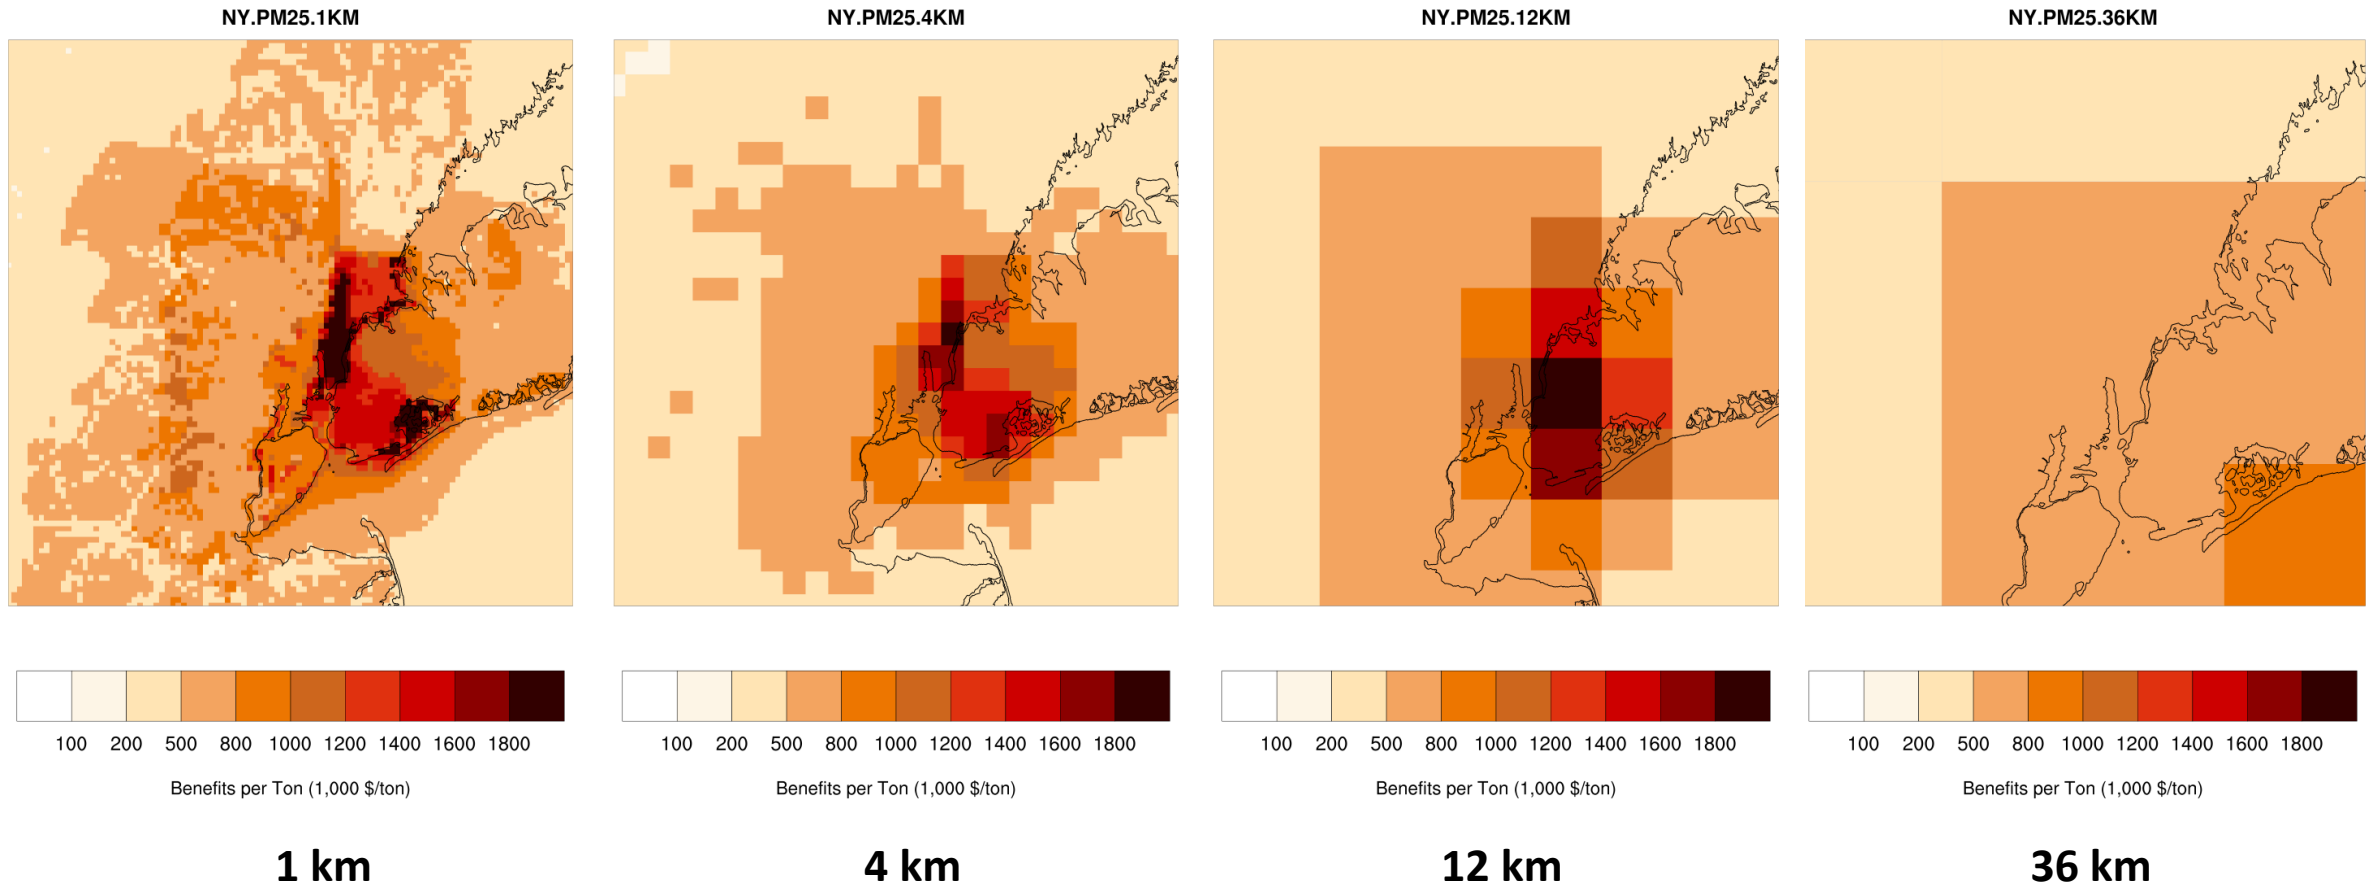 NY.PM25.1KM
NY.PM25.4KM
NY.PM25.12KM
NY.PM25.36KM
100 200 500 800 1000 1200 1400 1600 1800
100 200 500 800 1000 1200 1400 1600 1800
100 200 500 800 1000 1200 1400 1600 1800
100 200 500 800 1000 1200 1400 1600 1800
Benefits per Ton (1,000 $/ton)
Benefits per Ton (1,000 $/ton)
Benefits per Ton (1,000 $/ton)
Benefits per Ton (1,000 $/ton)
1 km
4 km
12 km
36 km